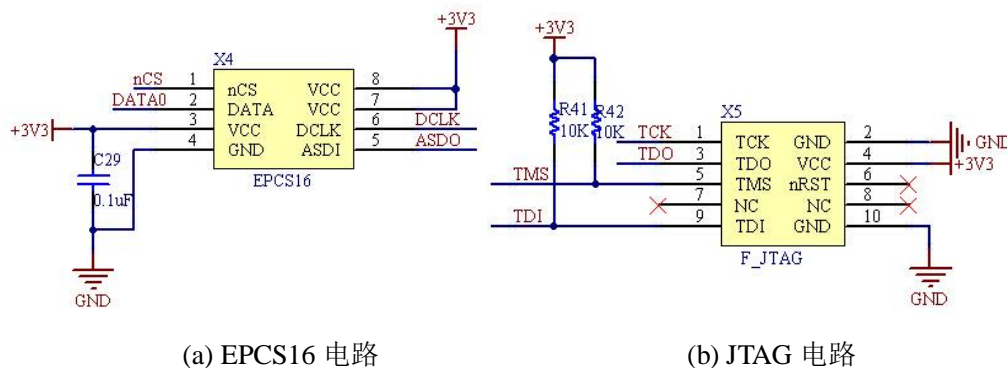 +3V3
X4
nCS 1 nCS VCC 8
DATA0 2 DATA VCC 7
+3V3 3 VCC DCLK 6 DCLK
4 GND ASDI 5 ASDO
C29
EPCS16
0.1uF
GND
+3V3
R41 R42
10K 10K
X5
TCK 1 TCK GND 2 GND
TDO 3 TDO VCC 4 +3V3
TMS 5 TMS nRST 6
7 NC NC 8
TDI 9 TDI GND 10
F_JTAG
GND
(a) EPCS16 电路
(b) JTAG 电路